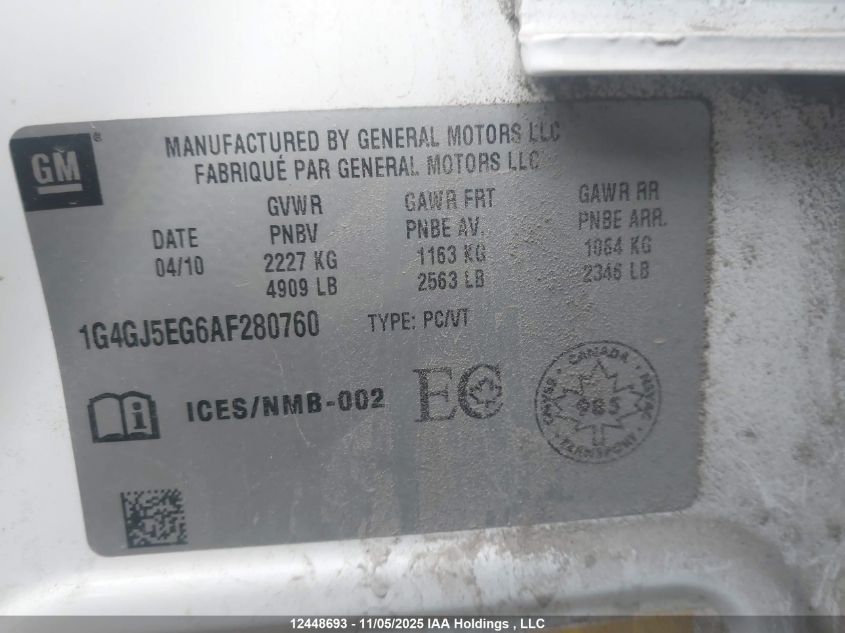 GM®
MANUFACTURED BY GENERAL MOTORS LLC
FABRIQUÉ PAR GENERAL MOTORS LLC
DATE
04/10
GVWR
PNBV
2227 KG
4909 LB
GAWR FRT
PNBE AV.
1163 KG
2563 LB
GAWR RR
PNBE ARR.
1064 KG
2346 LB
1G4GJ5EG6AF280760 TYPE: PC/VT
i ICES/NMB-002 EC
CANADA
TRANSPORT
12448693 - 11/05/2025 IAA Holdings , LLC